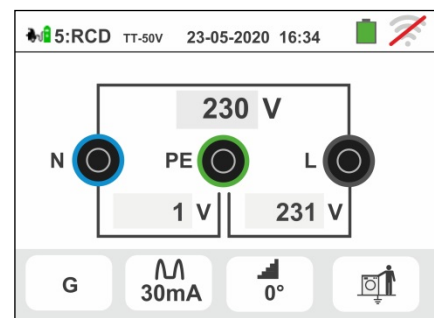 5:RCD TT-50V 23-05-2020 16:34
230 V
N PE L
1 V 231 V
G 30mA 0°